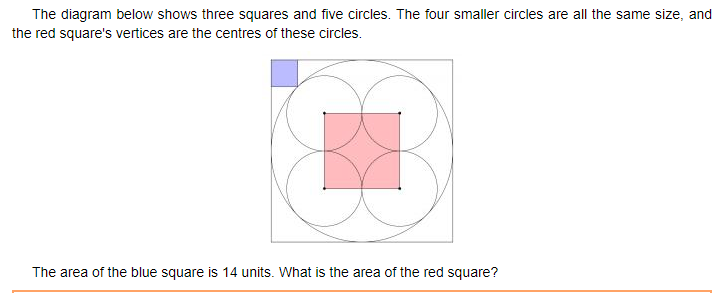 The diagram below shows three squares and five circles. The four smaller circles are all the same size, and
the red square's vertices are the centres of these circles.
The area of the blue square is 14 units. What is the area of the red square?